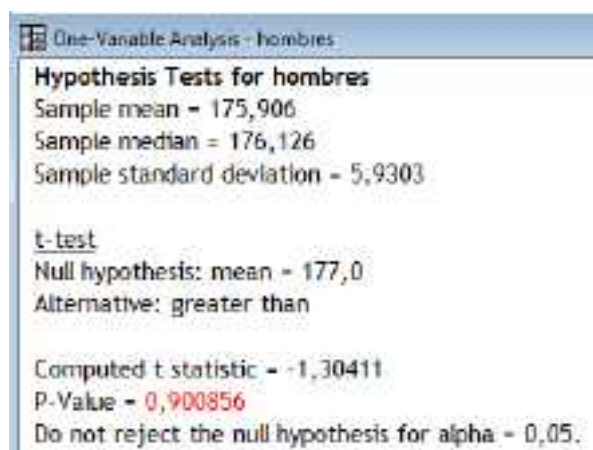 One-Variable Analysis - hombres
Hypothesis Tests for hombres
Sample mean = 175,906
Sample median = 176,126
Sample standard deviation = 5,9303
t-test
Null hypothesis: mean = 177,0
Alternative: greater than
Computed t statistic = -1,30411
P-Value = 0,900856
Do not reject the null hypothesis for alpha = 0,05.